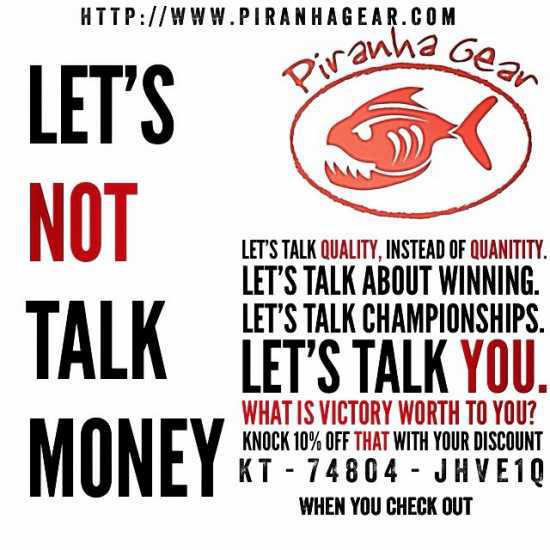 HTTP://WWW.PIRANHAGEAR.COM
LET'S
NOT
TALK
MONEY
Piranha Gear
LET'S TALK QUALITY, INSTEAD OF QUANITITY.
LET'S TALK ABOUT WINNING.
LET'S TALK CHAMPIONSHIPS.
LET'S TALK YOU.
WHAT IS VICTORY WORTH TO YOU?
KNOCK 10% OFF THAT WITH YOUR DISCOUNT
KT - 74804 - JHVE1Q
WHEN YOU CHECK OUT